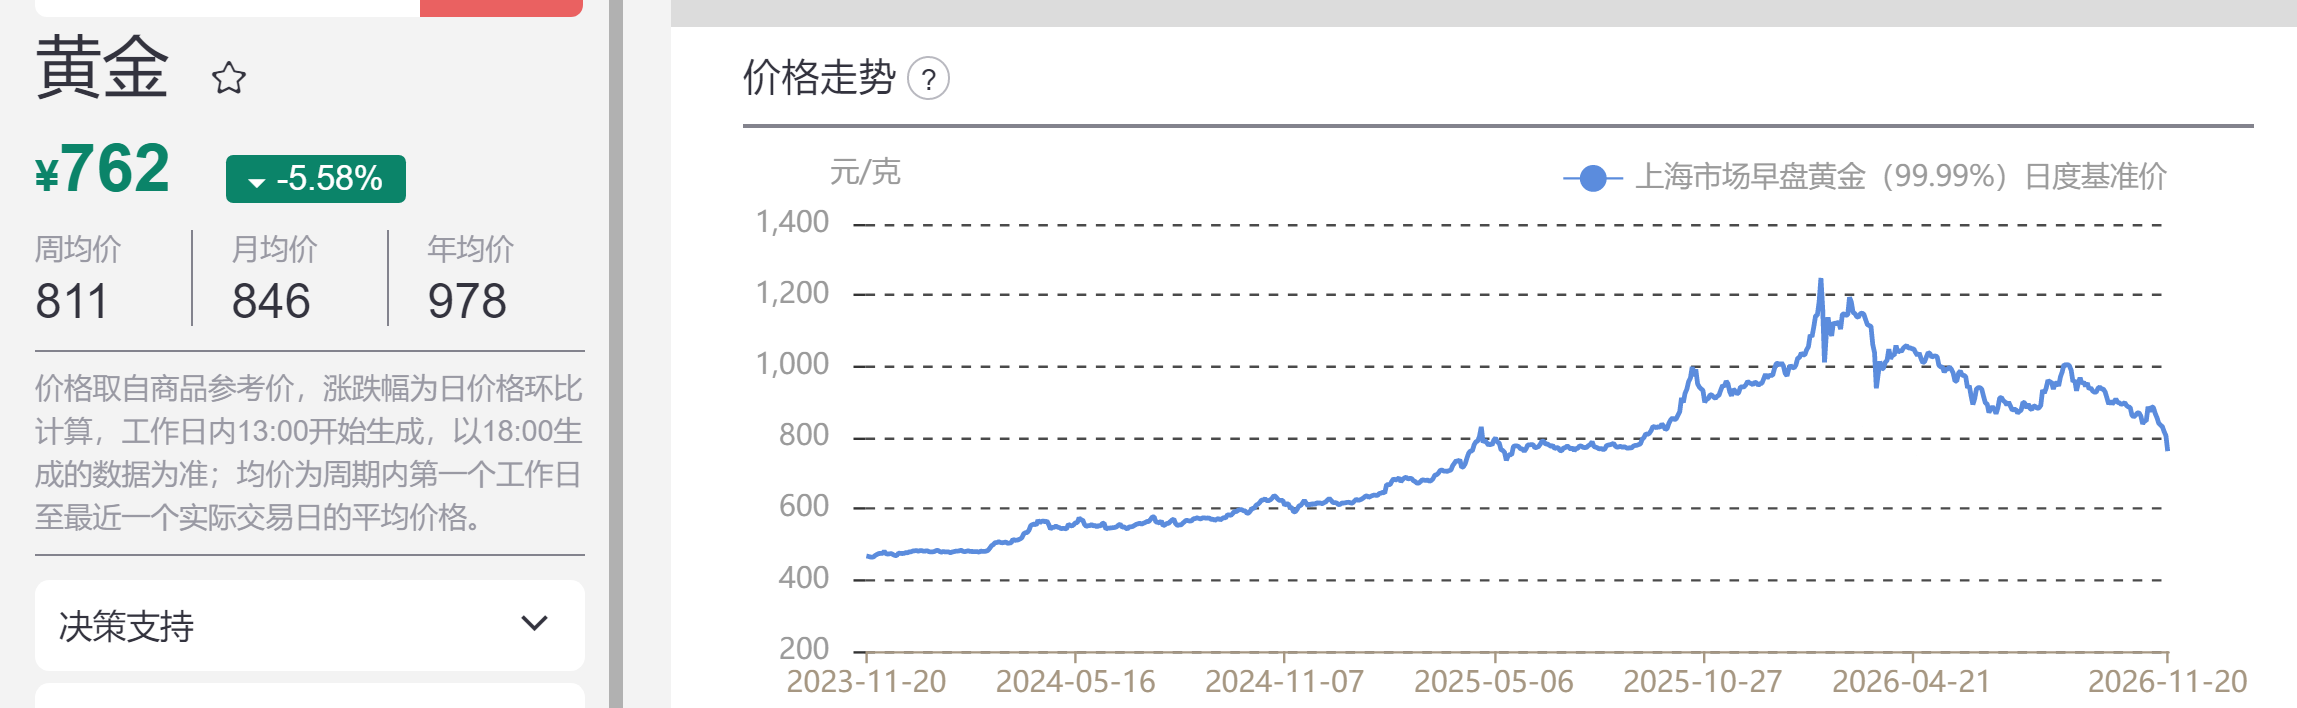 黄金
¥762
-5.58%
周均价
月均价
年均价
811
846
978
价格取自商品参考价，涨跌幅为日价格环比
计算，工作日内13:00开始生成，以18:00生
成的数据为准；均价为周期内第一个工作日
至最近一个实际交易日的平均价格。
决策支持
价格走势 ?
元/克
上海市场早盘黄金（99.99%）日度基准价
1,400
1,200
1,000
800
600
400
200
2023-11-20
2024-05-16
2024-11-07
2025-05-06
2025-10-27
2026-04-21
2026-11-20